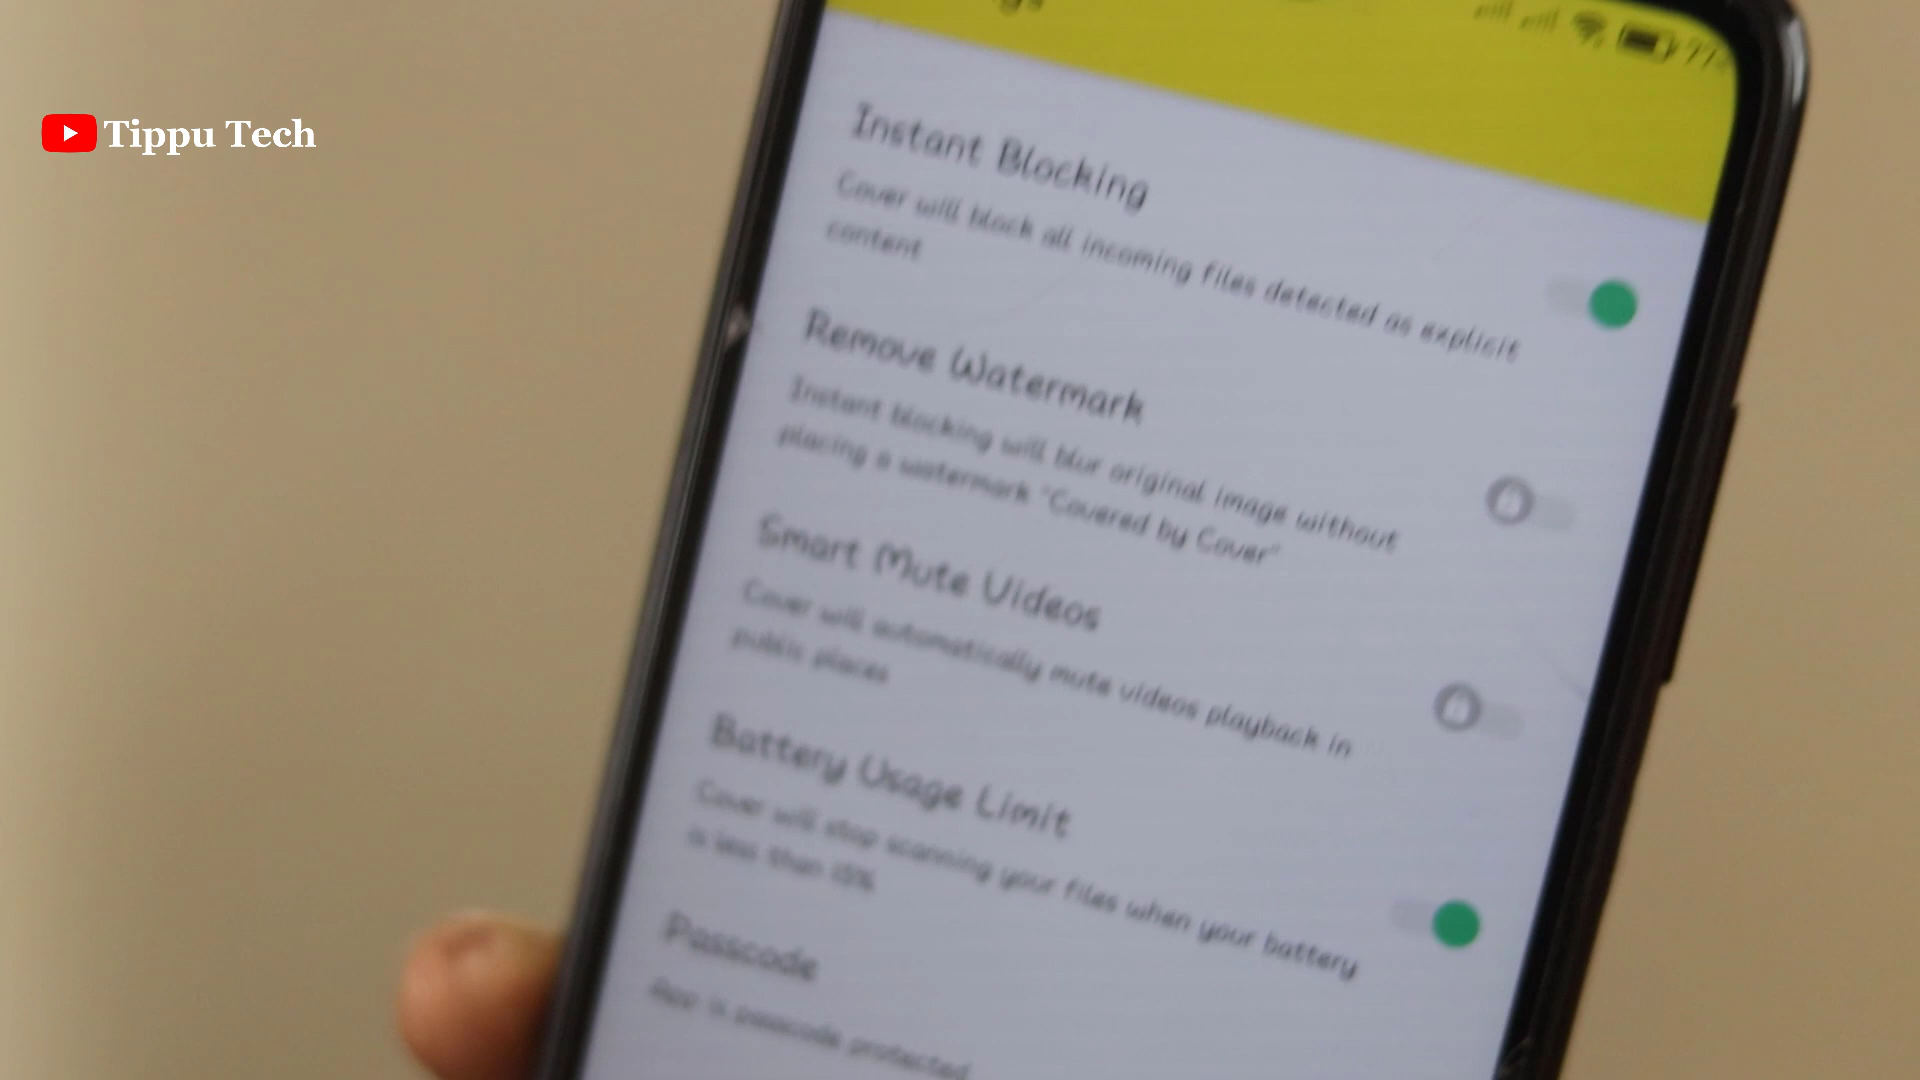 Tippu Tech
77
Instant Blocking
Cover will block all incoming files detected as explicit
content
Remove Watermark
Instant blocking will blur original image without
placing a watermark "Covered by Cover"
Smart Mute Videos
Cover will automatically mute videos playback in
public places
Battery Usage Limit
Cover will stop scanning your files when your battery
is less than 15%
Passcode
App is passcode protected